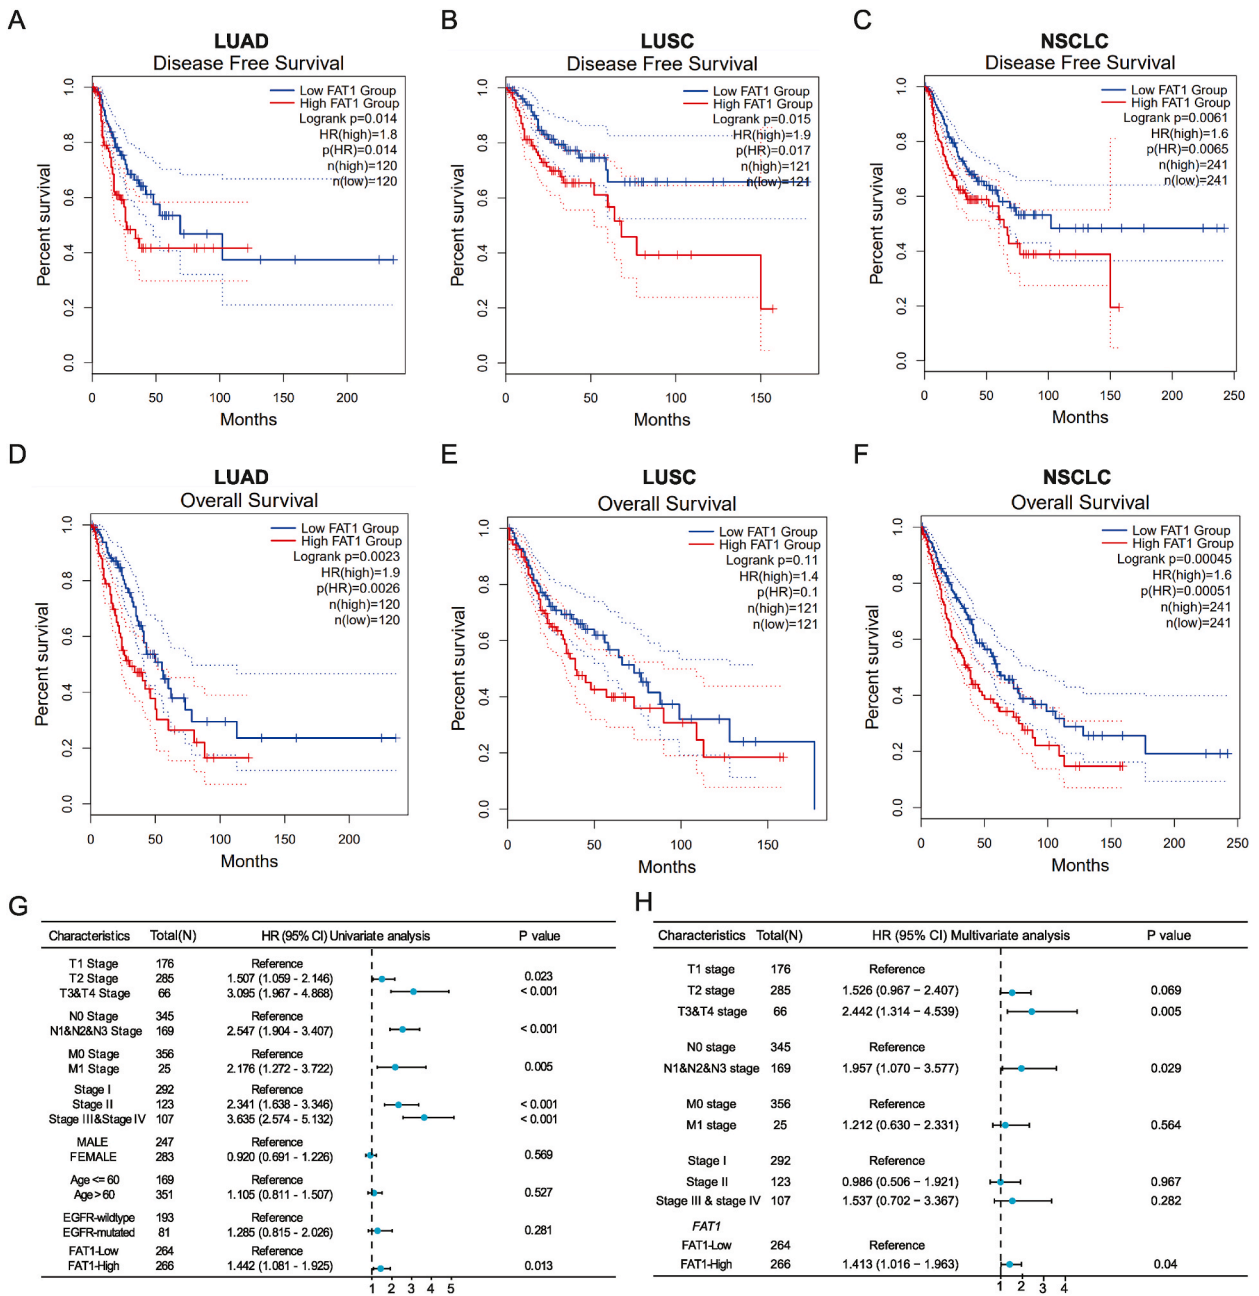 A
LUAD
Disease Free Survival
Low FAT1 Group
High FAT1 Group
Logrank p=0.014
HR(high)=1.8
p(HR)=0.014
n(high)=120
n(low)=120
Percent survival
0.0 0.2 0.4 0.6 0.8 1.0
0 50 100 150 200
Months
B
LUSC
Disease Free Survival
Low FAT1 Group
High FAT1 Group
Logrank p=0.015
HR(high)=1.9
p(HR)=0.017
n(high)=121
n(low)=121
Percent survival
0.0 0.2 0.4 0.6 0.8 1.0
0 50 100 150
Months
C
NSCLC
Disease Free Survival
Low FAT1 Group
High FAT1 Group
Logrank p=0.0061
HR(high)=1.6
p(HR)=0.0065
n(high)=241
n(low)=241
Percent survival
0.0 0.2 0.4 0.6 0.8 1.0
0 50 100 150 200 250
Months
D
LUAD
Overall Survival
Low FAT1 Group
High FAT1 Group
Logrank p=0.0023
HR(high)=1.9
p(HR)=0.0026
n(high)=120
n(low)=120
Percent survival
0.0 0.2 0.4 0.6 0.8 1.0
0 50 100 150 200
Months
E
LUSC
Overall Survival
Low FAT1 Group
High FAT1 Group
Logrank p=0.11
HR(high)=1.4
p(HR)=0.1
n(high)=121
n(low)=121
Percent survival
0.0 0.2 0.4 0.6 0.8 1.0
0 50 100 150
Months
F
NSCLC
Overall Survival
Low FAT1 Group
High FAT1 Group
Logrank p=0.00045
HR(high)=1.6
p(HR)=0.00051
n(high)=241
n(low)=241
Percent survival
0.0 0.2 0.4 0.6 0.8 1.0
0 50 100 150 200 250
Months
G
Characteristics Total(N) HR (95% CI) Univariate analysis P value
T1 Stage 176 Reference
T2 Stage 285 1.507 (1.059 - 2.146) 0.023
T3&T4 Stage 66 3.095 (1.967 - 4.868) < 0.001
N0 Stage 345 Reference
N1&N2&N3 Stage 169 2.547 (1.904 - 3.407) < 0.001
M0 Stage 356 Reference
M1 Stage 25 2.176 (1.272 - 3.722) 0.005
Stage I 292 Reference
Stage II 123 2.341 (1.638 - 3.346) < 0.001
Stage III&Stage IV 107 3.635 (2.574 - 5.132) < 0.001
MALE 247 Reference
FEMALE 283 0.920 (0.691 - 1.226) 0.569
Age <= 60 169 Reference
Age > 60 351 1.105 (0.811 - 1.507) 0.527
EGFR-wildtype 193 Reference
EGFR-mutated 81 1.285 (0.815 - 2.026) 0.281
FAT1-Low 264 Reference
FAT1-High 266 1.442 (1.081 - 1.925) 0.013
1 2 3 4 5
H
Characteristics Total(N) HR (95% CI) Multivariate analysis P value
T1 stage 176 Reference
T2 stage 285 1.526 (0.967 - 2.407) 0.069
T3&T4 stage 66 2.442 (1.314 - 4.539) 0.005
N0 stage 345 Reference
N1&N2&N3 stage 169 1.957 (1.070 - 3.577) 0.029
M0 stage 356 Reference
M1 stage 25 1.212 (0.630 - 2.331) 0.564
Stage I 292 Reference
Stage II 123 0.986 (0.506 - 1.921) 0.967
Stage III & stage IV 107 1.537 (0.702 - 3.367) 0.282
FAT1
FAT1-Low 264 Reference
FAT1-High 266 1.413 (1.016 - 1.963) 0.04
1 2 3 4